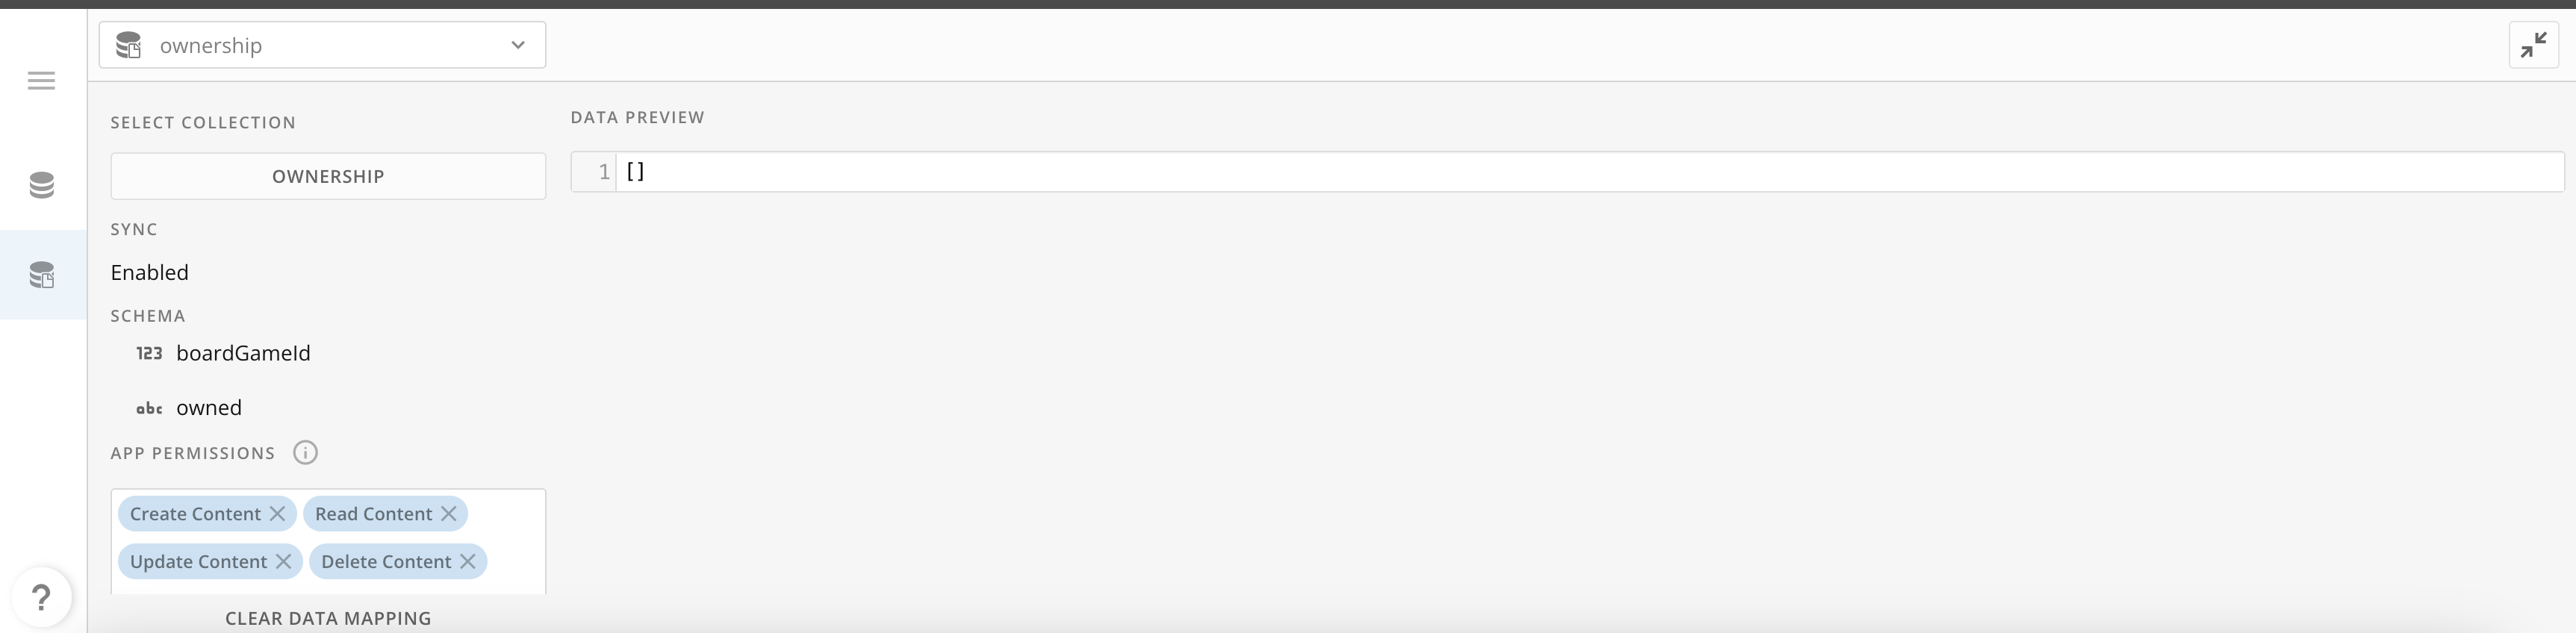 ownership
SELECT COLLECTION
OWNERSHIP
SYNC
Enabled
SCHEMA
123 boardGameId
abc owned
APP PERMISSIONS i
Create Content Read Content
Update Content Delete Content
CLEAR DATA MAPPING
?
DATA PREVIEW
1 []